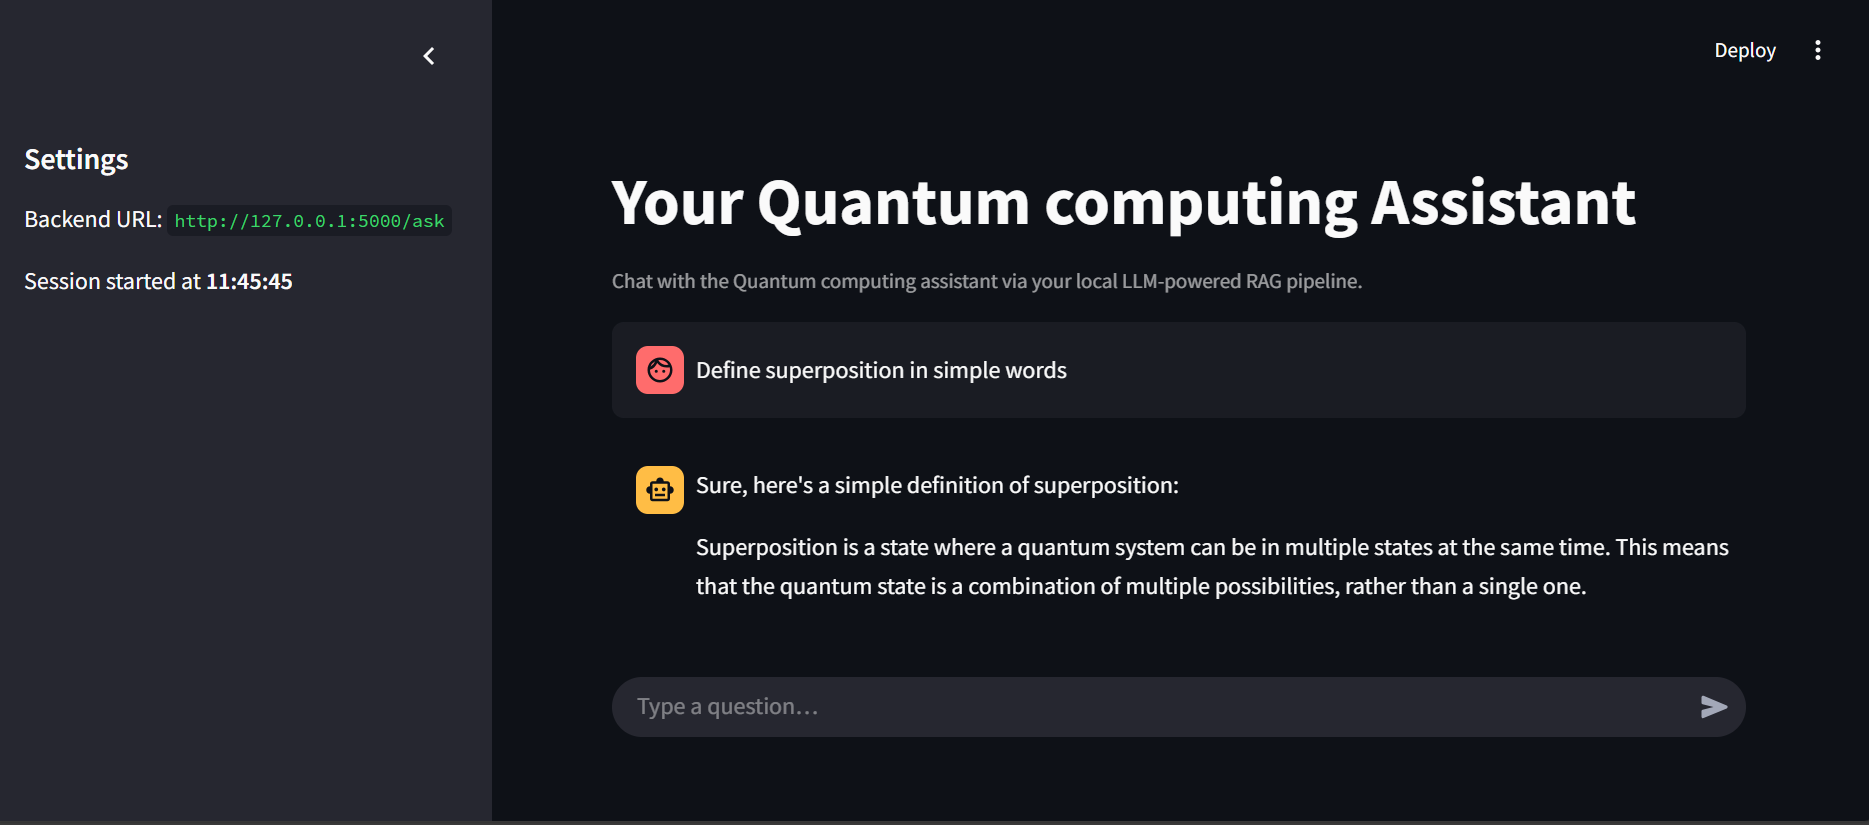 Deploy
Settings
Backend URL: http://127.0.0.1:5000/ask
Session started at 11:45:45
Your Quantum computing Assistant
Chat with the Quantum computing assistant via your local LLM-powered RAG pipeline.
Define superposition in simple words
Sure, here's a simple definition of superposition:
Superposition is a state where a quantum system can be in multiple states at the same time. This means
that the quantum state is a combination of multiple possibilities, rather than a single one.
Type a question…